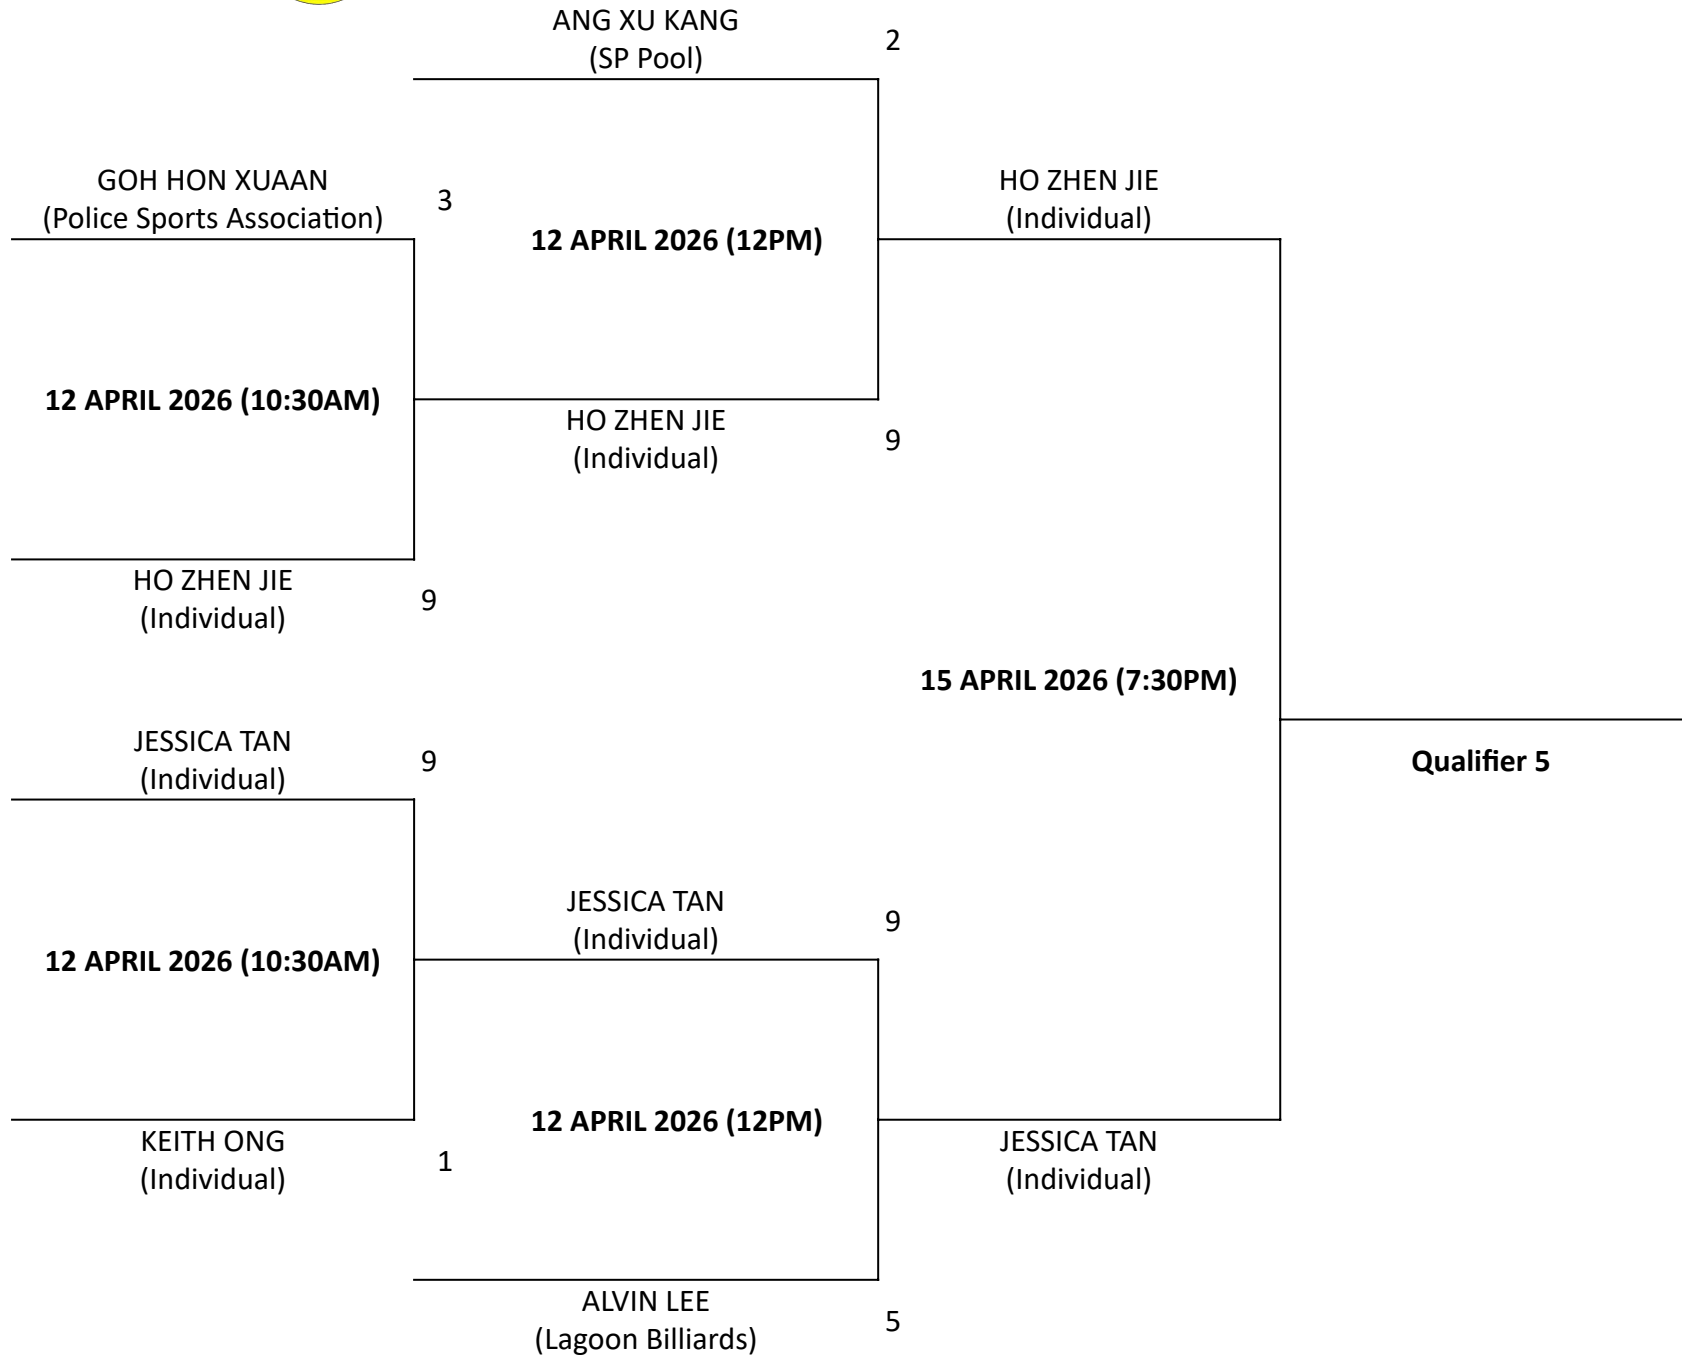 ANG XU KANG
(SP Pool)
2
GOH HON XUAAN
(Police Sports Association)
3
12 APRIL 2026 (12PM)
HO ZHEN JIE
(Individual)
12 APRIL 2026 (10:30AM)
HO ZHEN JIE
(Individual)
9
HO ZHEN JIE
(Individual)
9
15 APRIL 2026 (7:30PM)
JESSICA TAN
(Individual)
9
Qualifier 5
JESSICA TAN
(Individual)
9
12 APRIL 2026 (10:30AM)
KEITH ONG
(Individual)
1
12 APRIL 2026 (12PM)
JESSICA TAN
(Individual)
ALVIN LEE
(Lagoon Billiards)
5